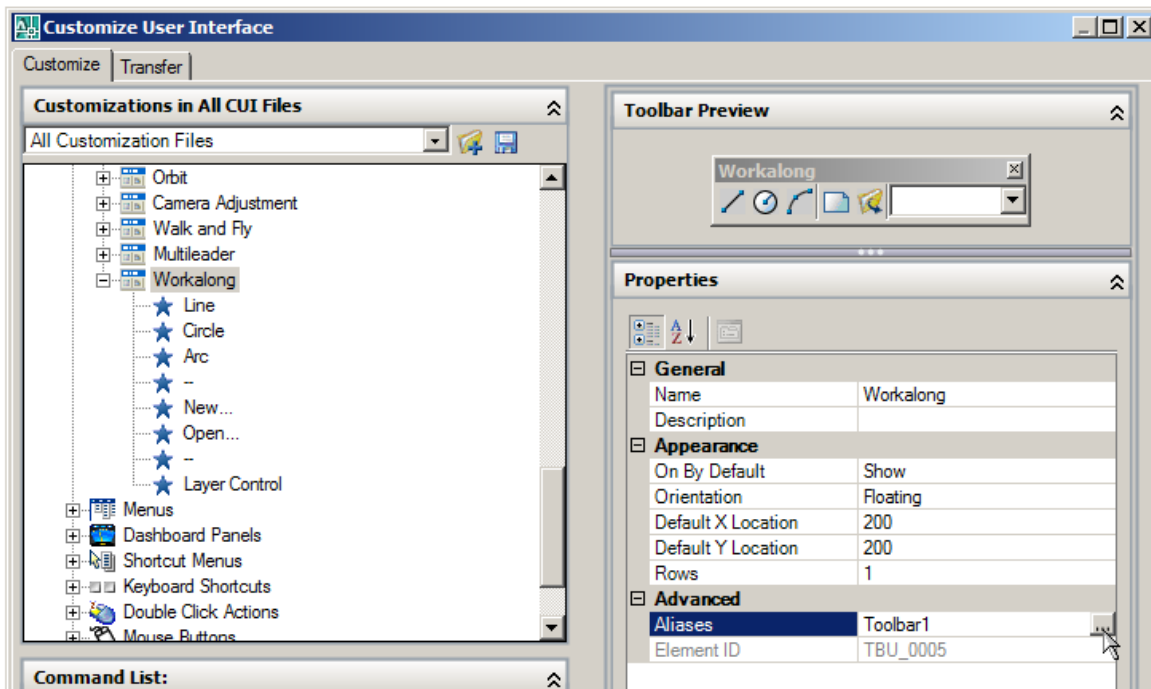 Customize User Interface
Customize Transfer
Customizations in All CUI Files
All Customization Files
Orbit
Camera Adjustment
Walk and Fly
Multileader
Workalong
Line
Circle
Arc
--
New...
Open...
--
Layer Control
Menus
Dashboard Panels
Shortcut Menus
Keyboard Shortcuts
Double Click Actions
Mouse Buttons
Command List:
Toolbar Preview
Workalong
Properties
General
Name Workalong
Description
Appearance
On By Default Show
Orientation Floating
Default X Location 200
Default Y Location 200
Rows 1
Advanced
Aliases Toolbar1 ...
Element ID TBU_0005